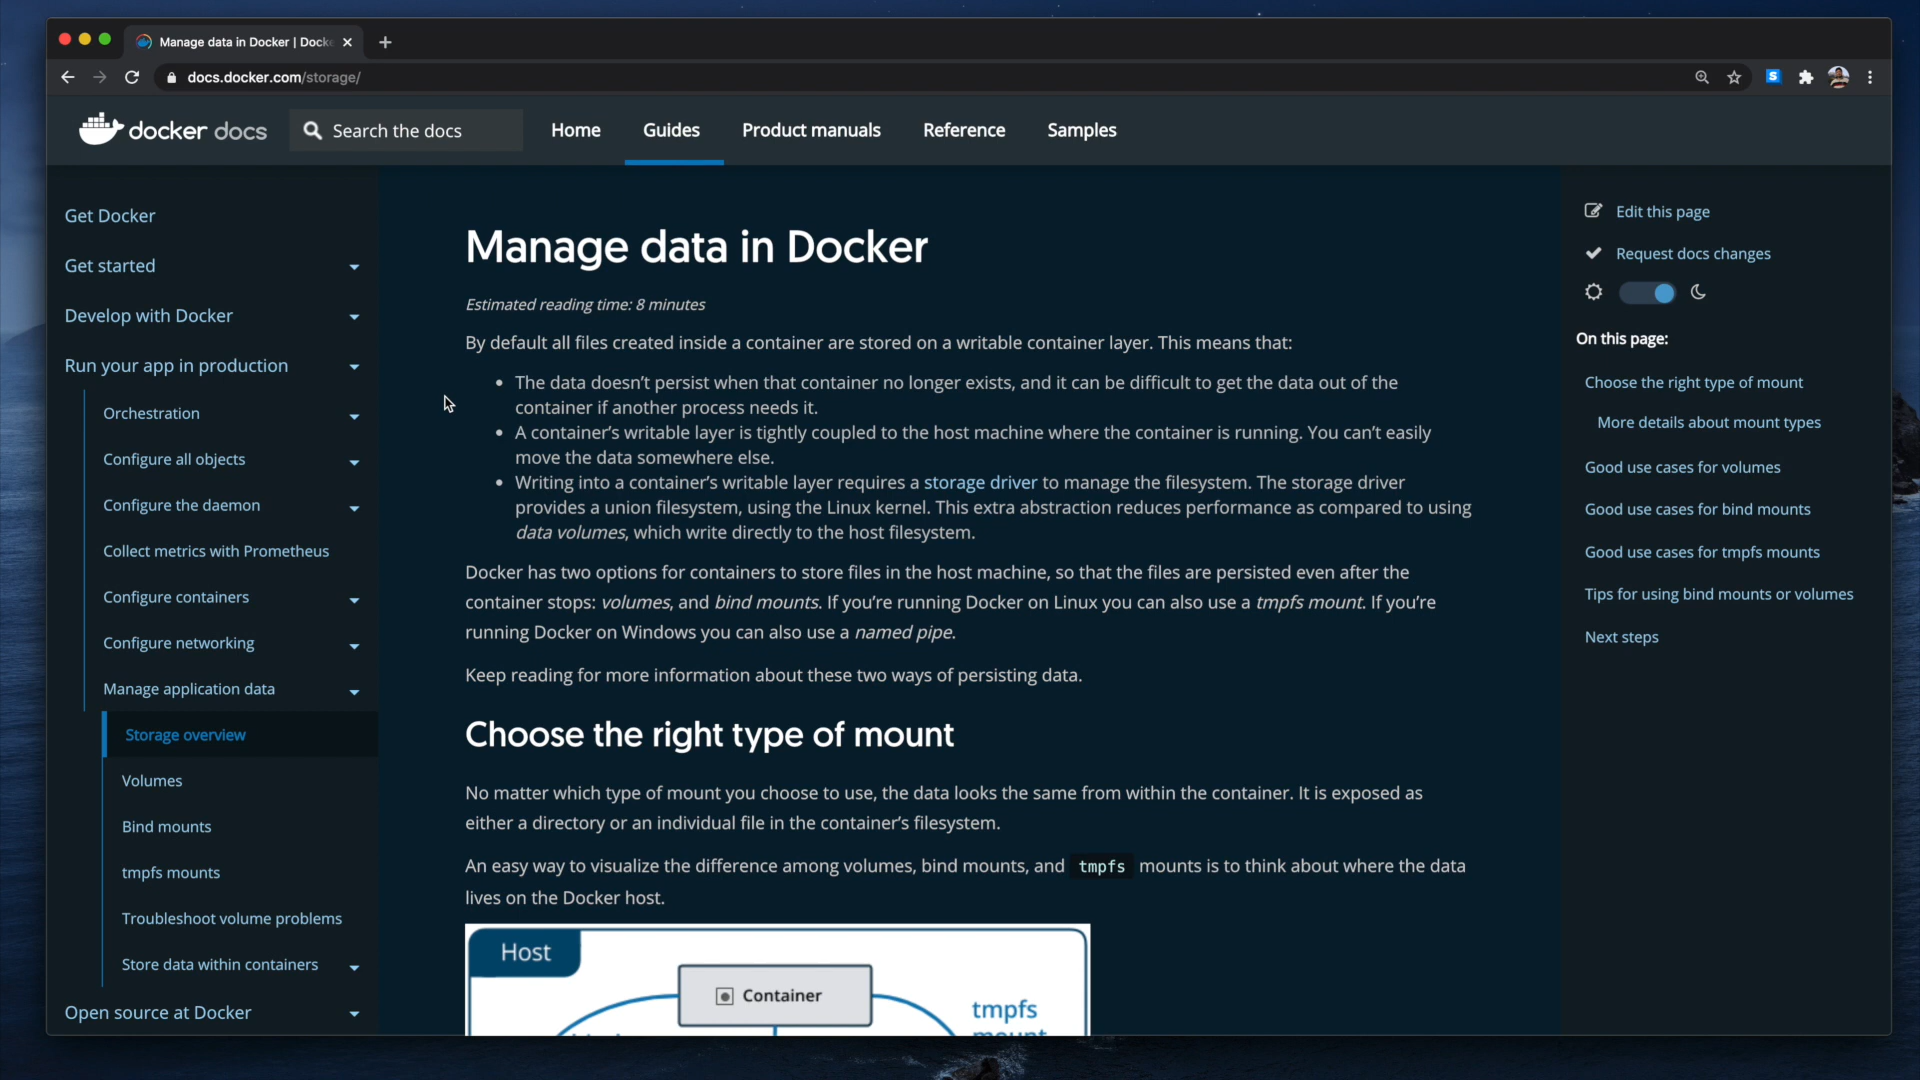 Manage data in Docker | Docke
docs.docker.com/storage/
S
docker docs
Search the docs
Home
Guides
Product manuals
Reference
Samples
Get Docker
Get started
Develop with Docker
Run your app in production
Orchestration
Configure all objects
Configure the daemon
Collect metrics with Prometheus
Configure containers
Configure networking
Manage application data
Storage overview
Volumes
Bind mounts
tmpfs mounts
Troubleshoot volume problems
Store data within containers
Open source at Docker
Manage data in Docker
Estimated reading time: 8 minutes
By default all files created inside a container are stored on a writable container layer. This means that:
• The data doesn’t persist when that container no longer exists, and it can be difficult to get the data out of the
container if another process needs it.
• A container’s writable layer is tightly coupled to the host machine where the container is running. You can’t easily
move the data somewhere else.
• Writing into a container’s writable layer requires a storage driver to manage the filesystem. The storage driver
provides a union filesystem, using the Linux kernel. This extra abstraction reduces performance as compared to using
data volumes, which write directly to the host filesystem.
Docker has two options for containers to store files in the host machine, so that the files are persisted even after the
container stops: volumes, and bind mounts. If you’re running Docker on Linux you can also use a tmpfs mount. If you’re
running Docker on Windows you can also use a named pipe.
Keep reading for more information about these two ways of persisting data.
Choose the right type of mount
No matter which type of mount you choose to use, the data looks the same from within the container. It is exposed as
either a directory or an individual file in the container’s filesystem.
An easy way to visualize the difference among volumes, bind mounts, and tmpfs mounts is to think about where the data
lives on the Docker host.
Host
Container
tmpfs
mount
Edit this page
Request docs changes
On this page:
Choose the right type of mount
More details about mount types
Good use cases for volumes
Good use cases for bind mounts
Good use cases for tmpfs mounts
Tips for using bind mounts or volumes
Next steps